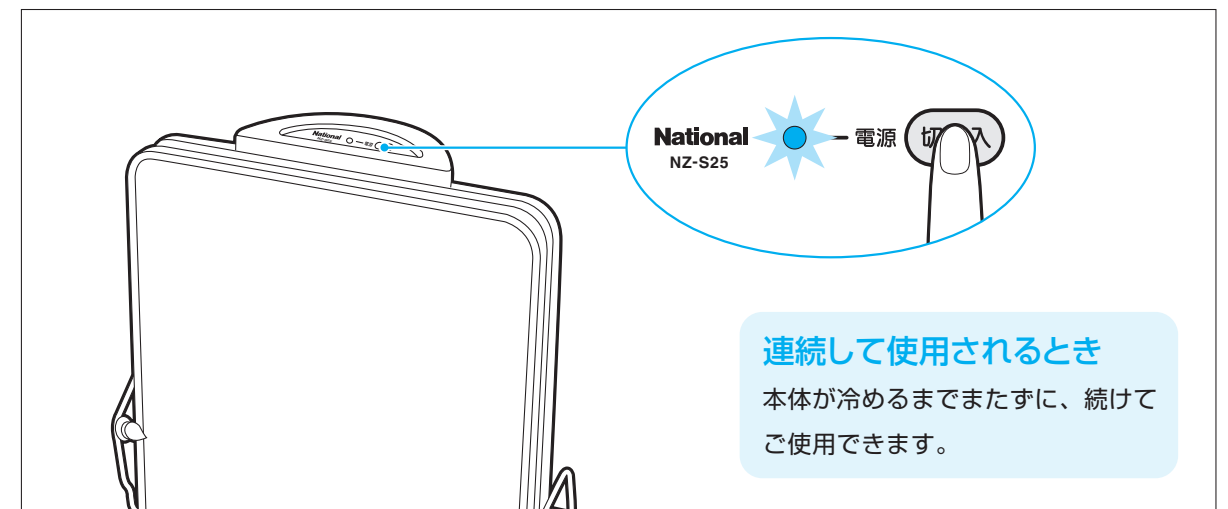 National
National
NZ-S25
電源
切 入
連続して使用されるとき
本体が冷めるまでまたずに、続けて
ご使用できます。